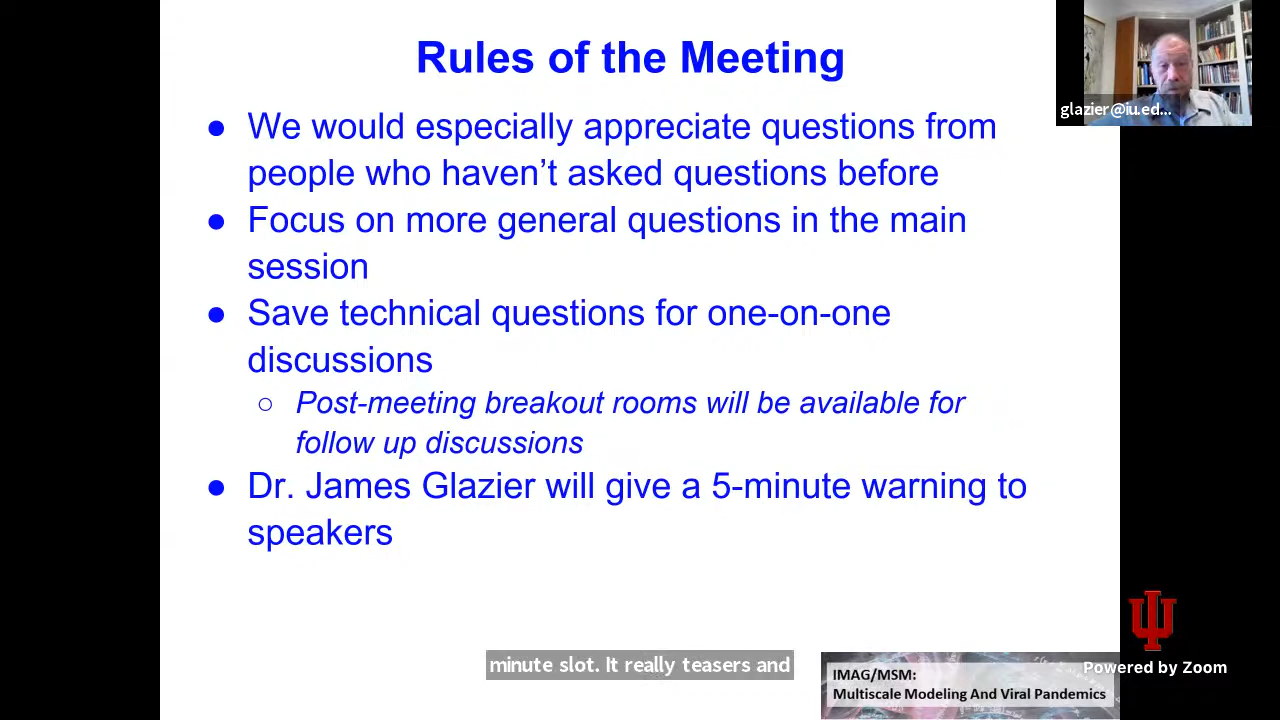 Rules of the Meeting
glazier@iu.ed...
● We would especially appreciate questions from
people who haven’t asked questions before
● Focus on more general questions in the main
session
● Save technical questions for one-on-one
discussions
○ Post-meeting breakout rooms will be available for
follow up discussions
● Dr. James Glazier will give a 5-minute warning to
speakers
minute slot. It really teasers and
IMAG/MSM:
Multiscale Modeling And Viral Pandemics
Powered by Zoom